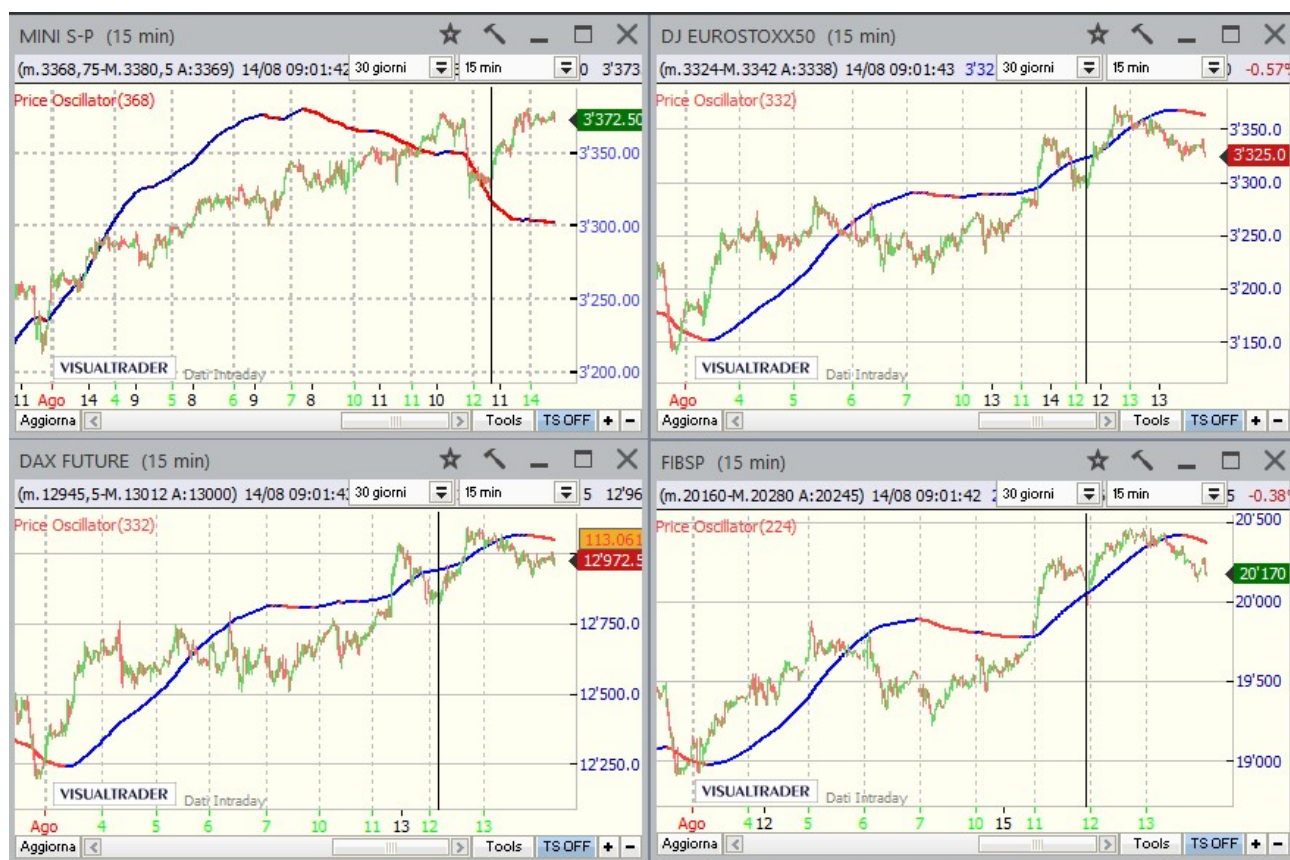 MINI S-P (15 min)
(m.3368,75-M.3380,5 A:3369) 14/08 09:01:42 30 giorni 15 min 0 3'373
Price Oscillator(368)
3'372.50
3'350.00
3'300.00
3'250.00
3'200.00
VISUALTRADER
Dati Intraday
11 Ago 14 4 9 5 8 6 9 7 8 10 11 11 10 12 11 14
Aggiorna Tools TS OFF + -
DJ EUROSTOXX50 (15 min)
(m.3324-M.3342 A:3338) 14/08 09:01:43 3'32 30 giorni 15 min -0.57%
Price Oscillator(332)
3'350.0
3'325.0
3'300.0
3'250.0
3'200.0
3'150.0
VISUALTRADER
Dati Intraday
Ago 4 5 6 7 10 13 11 14 12 12 13 13
Aggiorna Tools TS OFF + -
DAX FUTURE (15 min)
(m.12945,5-M.13012 A:13000) 14/08 09:01:4 30 giorni 15 min 5 12'96
Price Oscillator(332)
113.061
12'972.5
12'750.0
12'500.0
12'250.0
VISUALTRADER
Dati Intraday
Ago 4 5 6 7 10 11 13 12 13
Aggiorna Tools TS OFF + -
FIBSP (15 min)
(m.20160-M.20280 A:20245) 14/08 09:01:42 30 giorni 15 min 5 -0.38%
Price Oscillator(224)
20'500
20'170
20'000
19'500
19'000
VISUALTRADER
Dati Intraday
Ago 4 12 5 6 7 10 15 11 12 13
Aggiorna Tools TS OFF + -